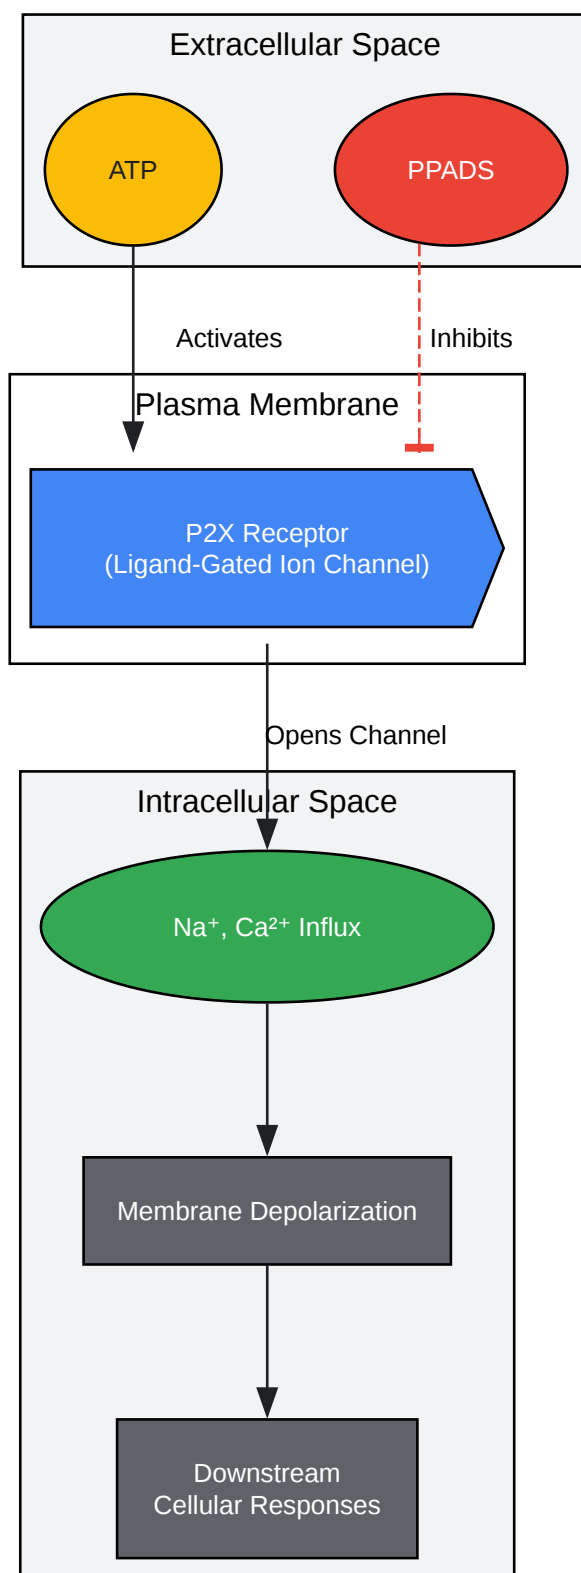 Extracellular Space
ATP
PPADS
Activates
Inhibits
Plasma Membrane
P2X Receptor
(Ligand-Gated Ion Channel)
Opens Channel
Intracellular Space
Na⁺, Ca²⁺ Influx
Membrane Depolarization
Downstream
Cellular Responses